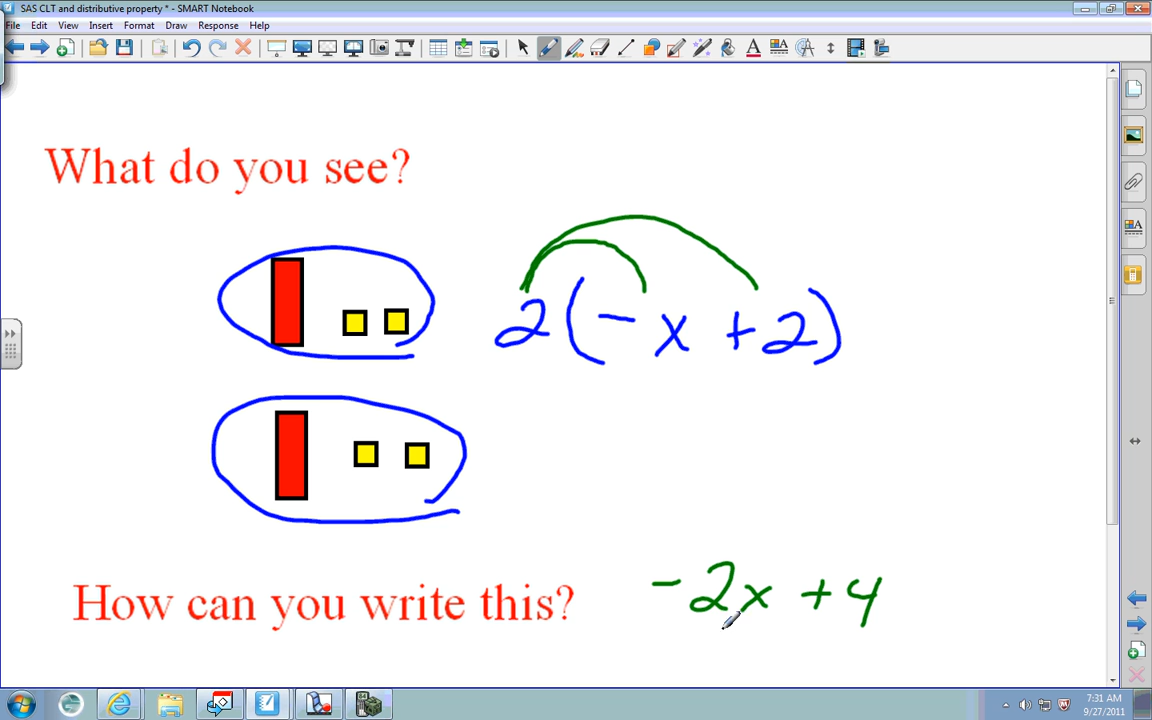 SAS CLT and distributive property * - SMART Notebook
File Edit View Insert Format Draw Response Help
What do you see?
2(-x+2)
How can you write this?
-2x+4
7:31 AM
9/27/2011